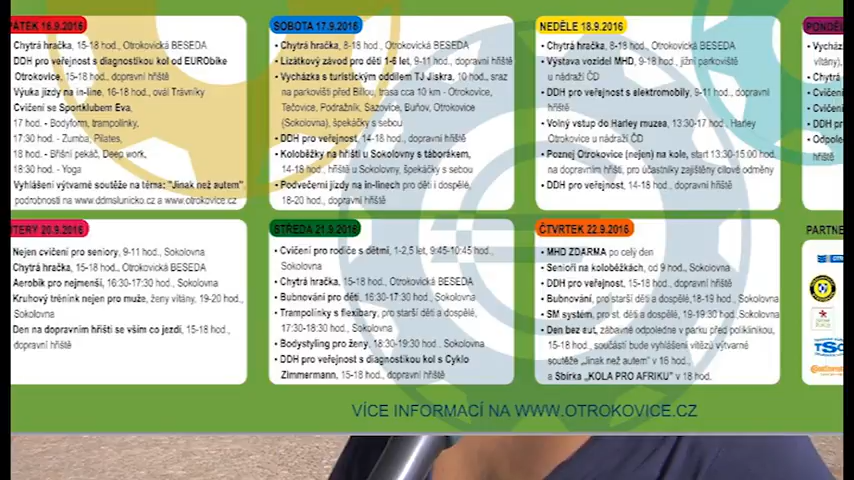 PÁTEK 16.9.2016
Chytrá hračka, 15-18 hod., Otrokovická BESEDA
DDH pro veřejnost s diagnostikou kol od EURObike
Otrokovice, 15-18 hod., dopravní hřiště
Výuka jízdy na in-line, 16-18 hod., ovál Trávníky
Cvičení se Sportklubem Eva,
17 hod. - Bodyform, trampolínky,
17:30 hod. - Zumba, Pilates,
18 hod. - Břišní pekáč, Deep work,
18:30 hod. - Yoga
Vyhlášení výtvarné soutěže na téma: "Jinak než autem"
podrobnosti na www.ddmslunicko.cz a www.otrokovice.cz
SOBOTA 17.9.2016
• Chytrá hračka, 8-18 hod., Otrokovická BESEDA
• Lízátkový závod pro děti 1-6 let, 9-11 hod., dopravní hřiště
• Vycházka s turistickým oddílem TJ Jiskra, 10 hod., sraz
na parkovišti před Billou, trasa cca 10 km - Otrokovice,
Tečovice, Podražník, Sazovice, Buňov, Otrokovice
(Sokolovna), špekáčky s sebou
• DDH pro veřejnost, 14-18 hod., dopravní hřiště
• Koloběžky na hřišti u Sokolovny s táborákem,
14-18 hod., hřiště u Sokolovny, špekáčky s sebou
• Podvečerní jízdy na in-linech pro děti i dospělé,
18-20 hod., dopravní hřiště
NEDĚLE 18.9.2016
• Chytrá hračka, 8-18 hod., Otrokovická BESEDA
• Výstava vozidel MHD, 9-18 hod., jižní parkoviště
u nádraží ČD
• DDH pro veřejnost s elektromobily, 9-11 hod., dopravní
hřiště
• Volný vstup do Harley muzea, 13:30-17 hod., Harley
Otrokovice u nádraží ČD
• Poznej Otrokovice (nejen) na kole, start 13:30-15:00 hod.
na dopravním hřišti, pro účastníky zajištěny cílové odměny
• DDH pro veřejnost, 14-18 hod., dopravní hřiště
PONDĚL
• Vycház
vítány),
• Chytrá
• Cvičení
• Cvičení
• DDH pro
• Odpole
hřiště
ÚTERÝ 20.9.2016
Nejen cvičení pro seniory, 9-11 hod., Sokolovna
Chytrá hračka, 15-18 hod., Otrokovická BESEDA
Aerobik pro nejmenší, 16:30-17:30 hod., Sokolovna
Kruhový trénink nejen pro muže, ženy vítány, 19-20 hod.,
Sokolovna
Den na dopravním hřišti se vším co jezdí, 15-18 hod.,
dopravní hřiště
STŘEDA 21.9.2016
• Cvičení pro rodiče s dětmi, 1-2,5 let, 9:45-10:45 hod.,
Sokolovna
• Chytrá hračka, 15-18 hod., Otrokovická BESEDA
• Bubnování pro děti, 16:30-17:30 hod., Sokolovna
• Trampolínky s flexibary, pro starší děti a dospělé,
17:30-18:30 hod., Sokolovna
• Bodystyling pro ženy, 18:30-19:30 hod., Sokolovna
• DDH pro veřejnost s diagnostikou kol s Cyklo
Zimmermann, 15-18 hod., dopravní hřiště
ČTVRTEK 22.9.2016
• MHD ZDARMA po celý den
• Senioři na koloběžkách, od 9 hod., Sokolovna
• DDH pro veřejnost, 15-18 hod., dopravní hřiště
• Bubnování, pro starší děti a dospělé,18-19 hod., Sokolovna
• SM systém, pro st. děti a dospělé, 19-19:30 hod., Sokolovna
• Den bez aut, zábavné odpoledne v parku před poliklinikou,
15-18 hod., součástí bude vyhlášení vítězů výtvarné
soutěže „Jinak než autem" v 16 hod.,
a Sbírka „KOLA PRO AFRIKU" v 18 hod.
PARTNE
TSO
VÍCE INFORMACÍ NA WWW.OTROKOVICE.CZ